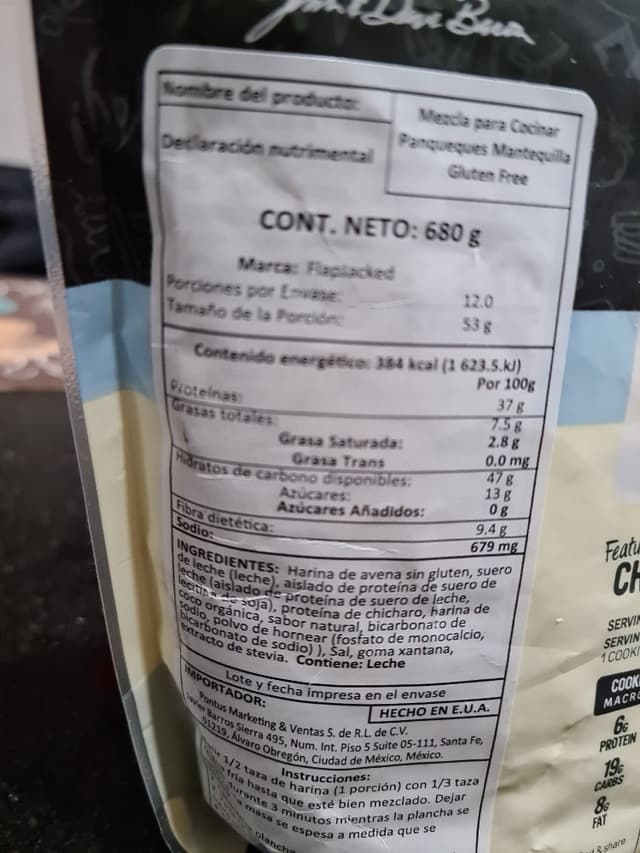 Nombre del producto:
Mezcla para Cocinar
Panqueques Mantequilla
Gluten Free
Declaración nutrimental
CONT. NETO: 680 g
Marca: Flapjacked
Porciones por Envase: 12.0
Tamaño de la Porción: 53 g
Contenido energético: 384 kcal (1 623.5.kJ)
Por 100g
Proteínas: 37 g
Grasas totales: 7.5 g
Grasa Saturada: 2.8 g
Grasa Trans 0.0 mg
Hidratos de carbono disponibles: 47 g
Azúcares: 13 g
Azúcares Añadidos: 0 g
Fibra dietética: 9.4 g
Sodio: 679 mg
INGREDIENTES: Harina de avena sin gluten, suero
de leche (leche), aislado de proteína de suero de
leche (aislado de proteína de suero de leche,
lecitina de soja), proteína de chicharo, harina de
coco orgánica, sabor natural, bicarbonato de
sodio, polvo de hornear (fosfato de monocalcio,
bicarbonato de sodio) ), Sal, goma xantana,
extracto de stevia. Contiene: Leche
Lote y fecha impresa en el envase
IMPORTADOR:
HECHO EN E.U.A.
Pontus Marketing & Ventas S. de R.L. de C.V.
Javier Barros Sierra 495, Num. Int. Piso 5 Suite 05-111, Santa Fe,
01219, Álvaro Obregón, Ciudad de México, México.
Instrucciones:
1/2 taza de harina (1 porción) con 1/3 taza
fría hasta que esté bien mezclado. Dejar
durante 3 minutos mientras la plancha se
masa se espesa a medida que se
plancha
Featu
CH
SERVIN
SERVIN
1 COOKI
COOK
MACRO
6G
PROTEIN
19G
CARBS
8G
FAT
& share